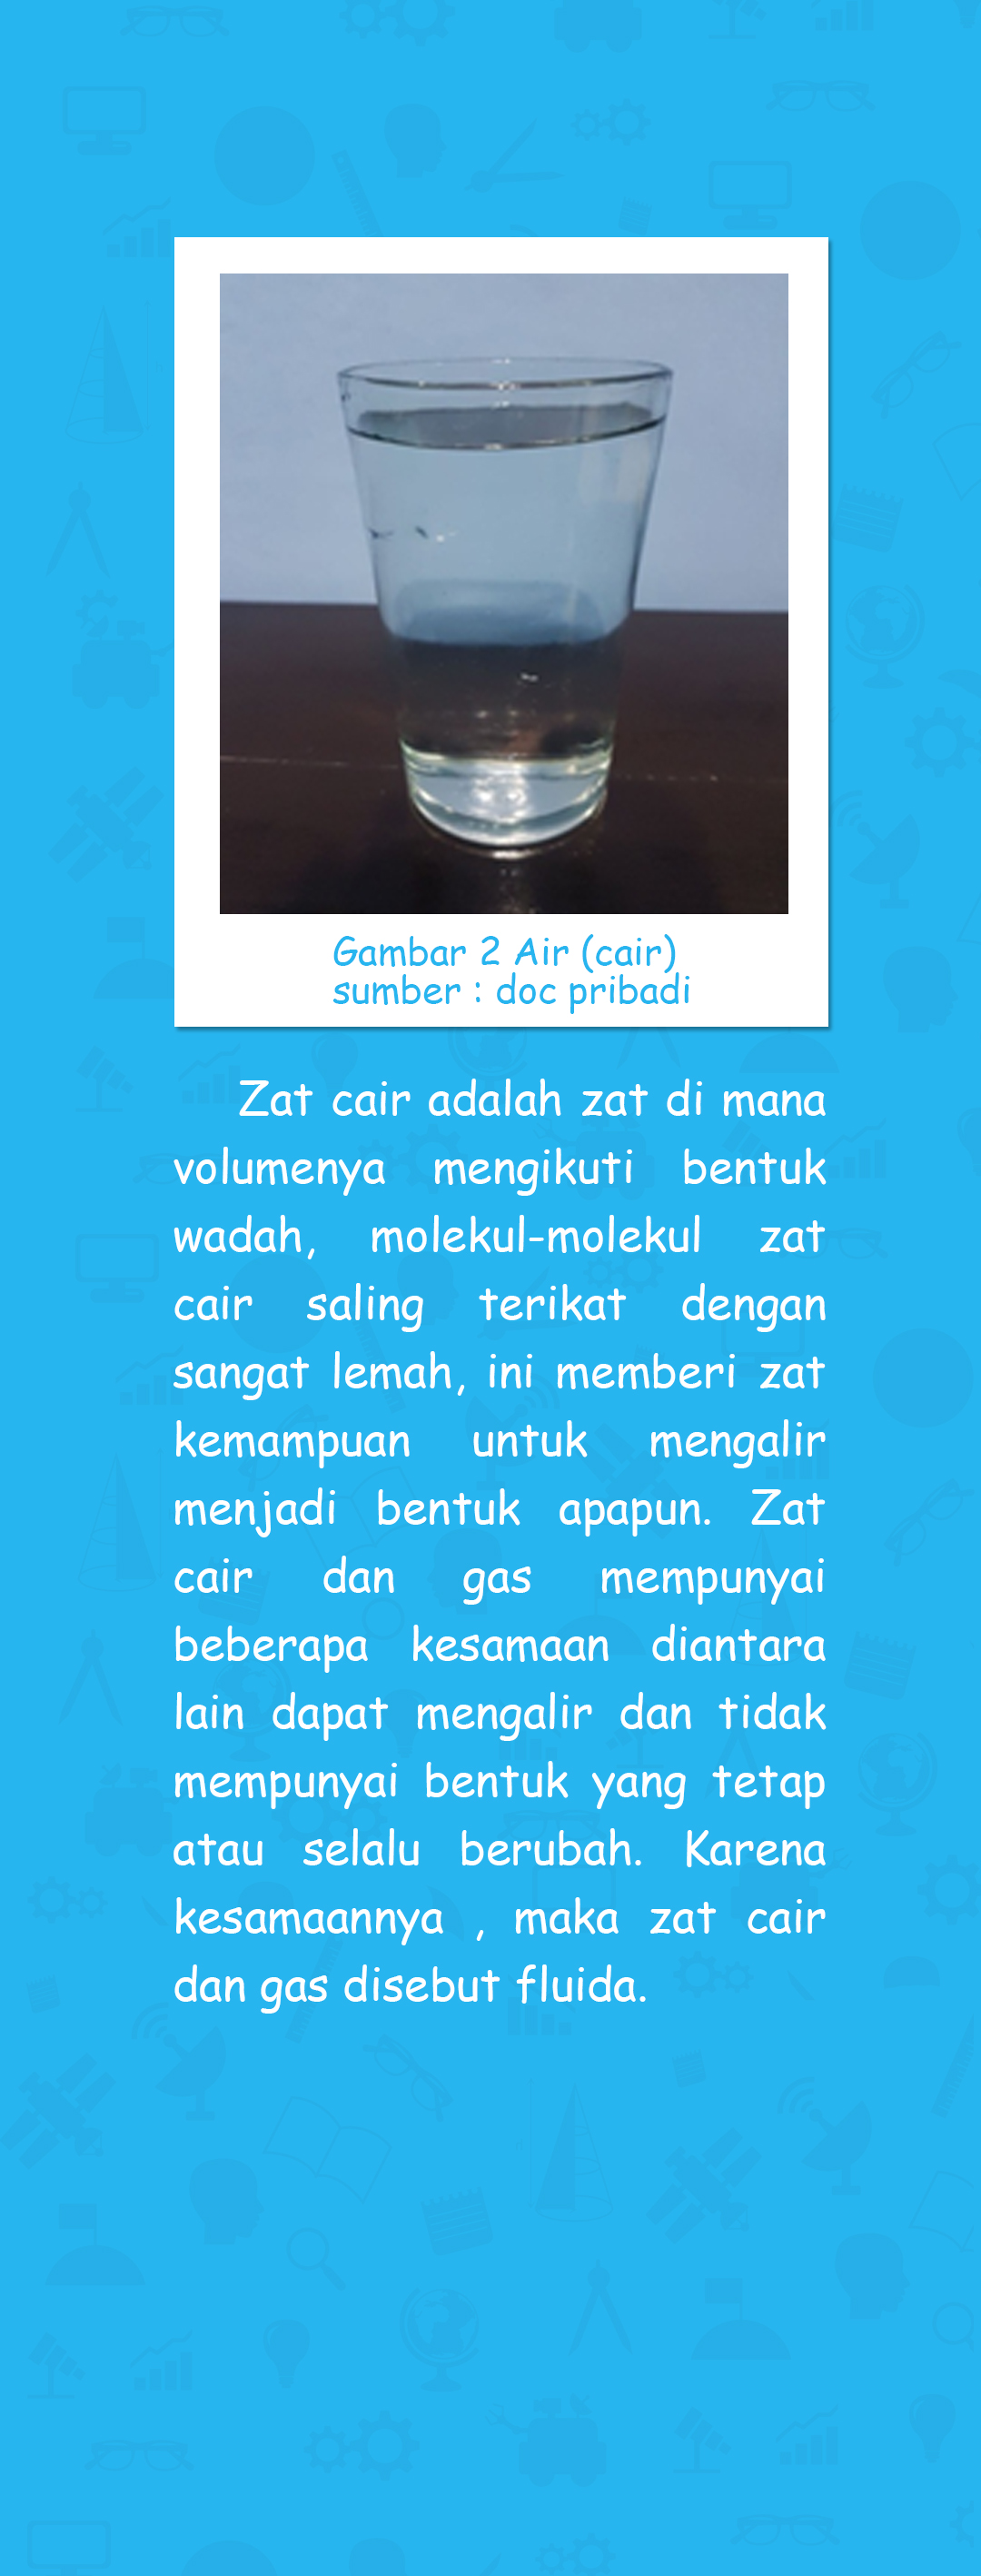 Gambar 2 Air (cair)
sumber : doc pribadi
Zat cair adalah zat di mana
volumenya mengikuti bentuk
wadah, molekul-molekul zat
cair saling terikat dengan
sangat lemah, ini memberi zat
kemampuan untuk mengalir
menjadi bentuk apapun. Zat
cair dan gas mempunyai
beberapa kesamaan diantara
lain dapat mengalir dan tidak
mempunyai bentuk yang tetap
atau selalu berubah. Karena
kesamaannya , maka zat cair
dan gas disebut fluida.